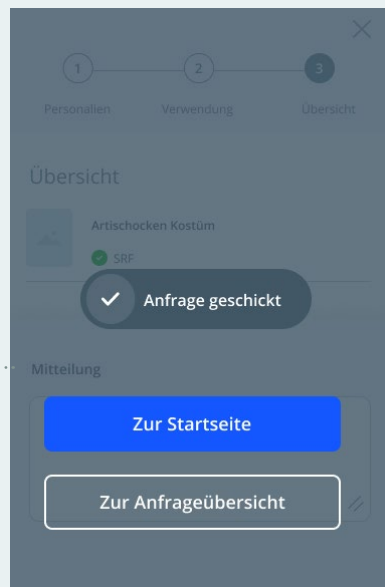 1
2
3
Personalien
Verwendung
Übersicht
Übersicht
Artischocken Kostüm
SRF
Anfrage geschickt
Mitteilung
Zur Startseite
Zur Anfrageübersicht